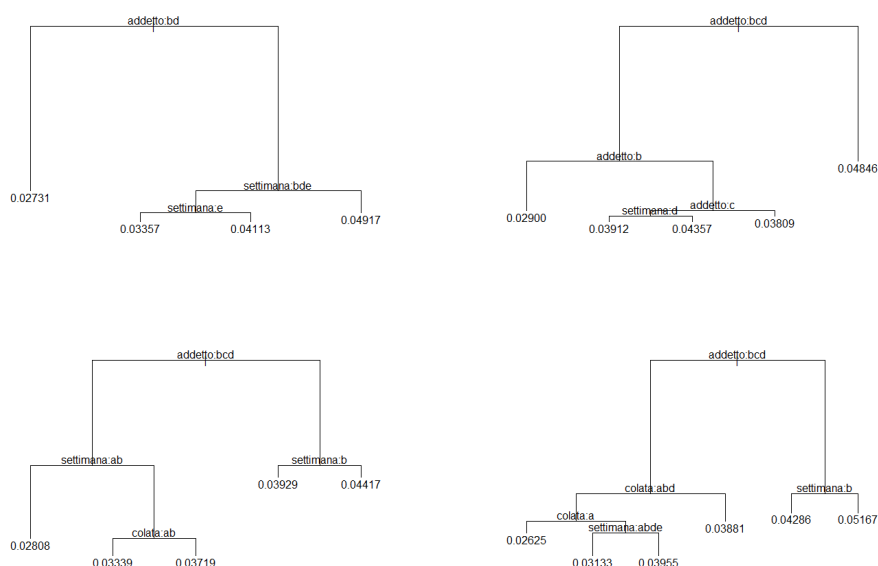 addetto:bd
0.02731
settimana:bde
settimana:e
0.03357
0.04113
0.04917
addetto:bcd
0.04846
addetto:b
0.02900
addetto:c
settimana:d
0.03912
0.04357
0.03809
addetto:bcd
settimana:ab
settimana:b
0.03929
0.04417
0.02808
colata:ab
0.03339
0.03719
addetto:bcd
colata:abd
settimana:b
0.04286
0.05167
colata:a
0.03881
settimana:abde
0.02625
0.03133
0.03955